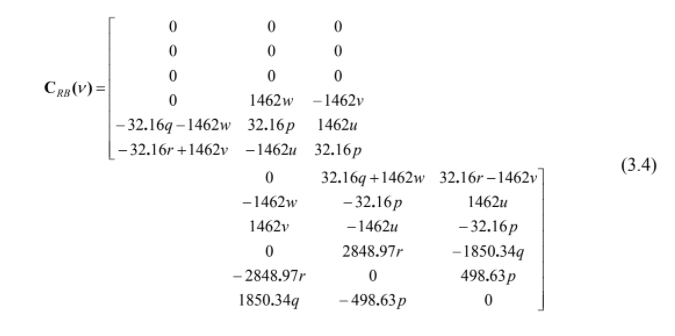 0 0 0
0 0 0
0 0 0
C_RB(ν)= 0 1462w −1462v
−32.16q −1462w 32.16p 1462u
−32.16r +1462v −1462u 32.16p
0 32.16q +1462w 32.16r −1462v
(3.4)
−1462w −32.16p 1462u
1462v −1462u −32.16p
0 2848.97r −1850.34q
−2848.97r 0 498.63p
1850.34q −498.63p 0